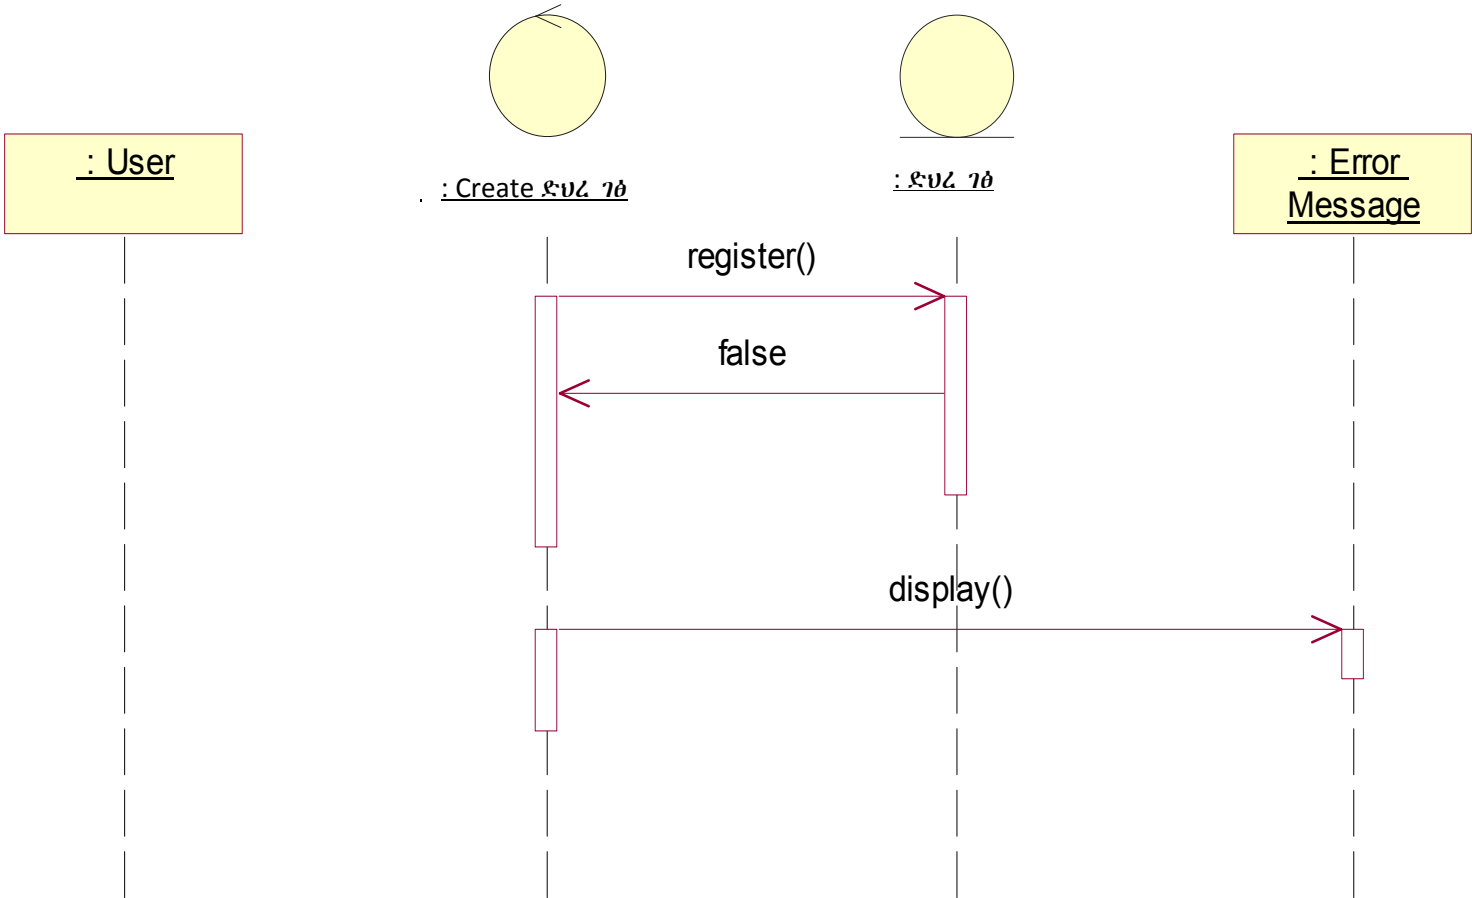 : User
: Create ድህረ ገፅ
: ድህረ ገፅ
: Error
Message
register()
false
display()